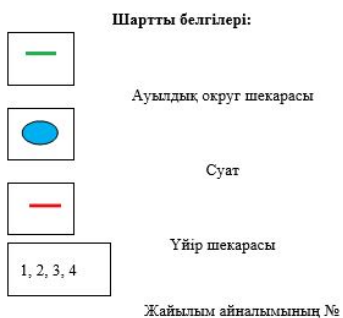 Шартты белгілері:
Ауылдық округ шекарасы
Суат
Үйір шекарасы
1, 2, 3, 4
Жайылым айналымының №